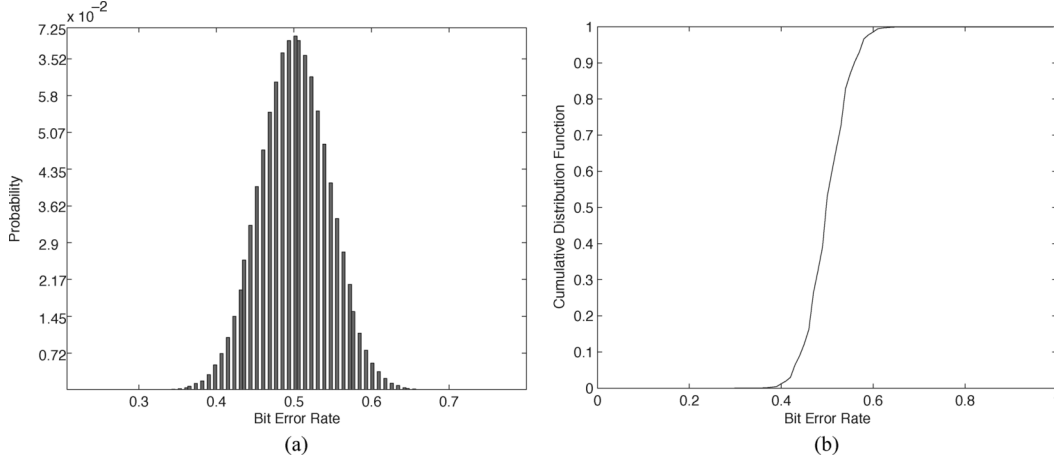 x 10−2
7.25
3.52
5.8
5.07
4.35
3.62
2.9
2.17
1.45
0.72
Probability
0.3 0.4 0.5 0.6 0.7
Bit Error Rate
(a)
1
0.9
0.8
0.7
0.6
0.5
0.4
0.3
0.2
0.1
0
Cumulative Distribution Function
0 0.2 0.4 0.6 0.8
Bit Error Rate
(b)